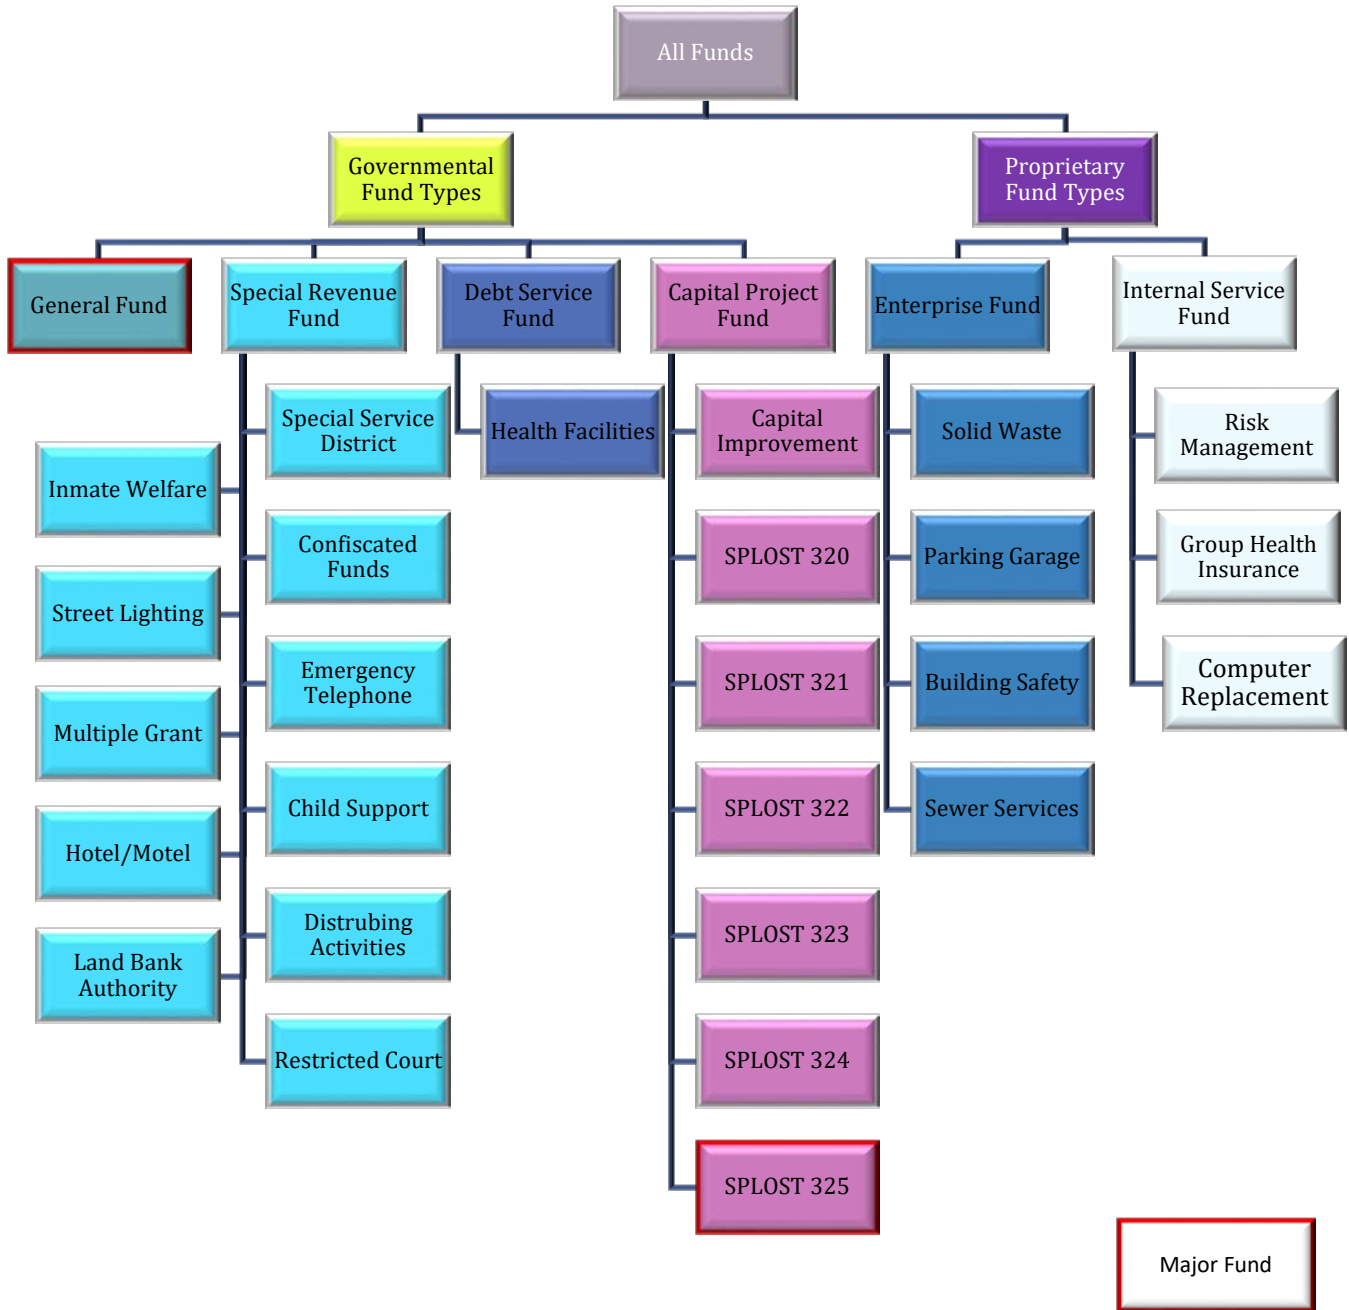 All Funds
Governmental
Fund Types
Proprietary
Fund Types
General Fund
Special Revenue
Fund
Debt Service
Fund
Capital Project
Fund
Enterprise Fund
Internal Service
Fund
Inmate Welfare
Street Lighting
Multiple Grant
Hotel/Motel
Land Bank
Authority
Special Service
District
Confiscated
Funds
Emergency
Telephone
Child Support
Distrubing
Activities
Restricted Court
Health Facilities
Capital
Improvement
SPLOST 320
SPLOST 321
SPLOST 322
SPLOST 323
SPLOST 324
SPLOST 325
Solid Waste
Parking Garage
Building Safety
Sewer Services
Risk
Management
Group Health
Insurance
Computer
Replacement
Major Fund